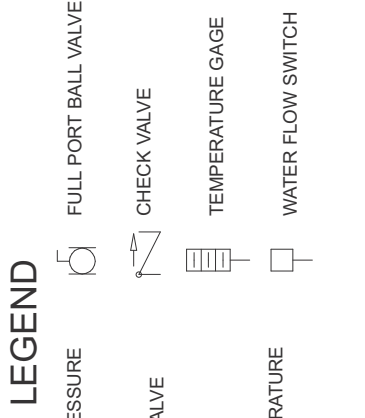 LEGEND
FULL PORT BALL VALVE
CHECK VALVE
TEMPERATURE GAGE
WATER FLOW SWITCH
ESSURE
ALVE
RATURE